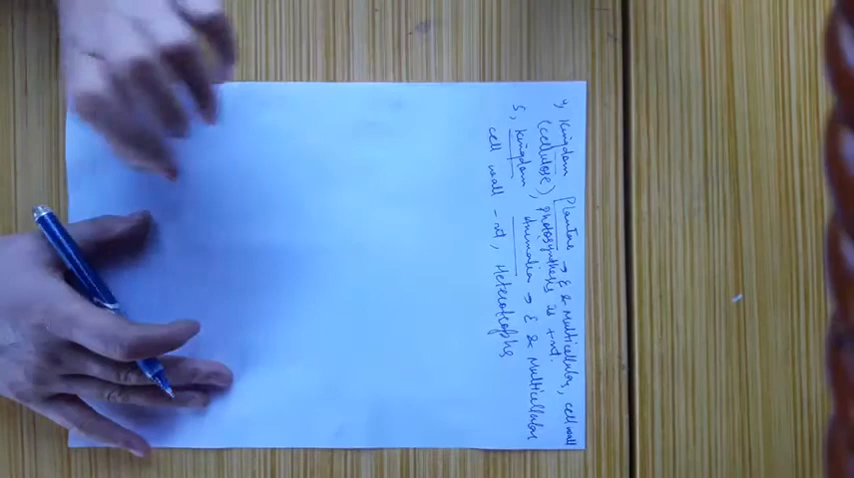 4, Kingdom Plantae → E & Multicellular, cell wall
(cellulose), Photosynthesis is +nt.
5, Kingdom Animalia → E & Multicellular
cell wall - nt, Heterotrophs